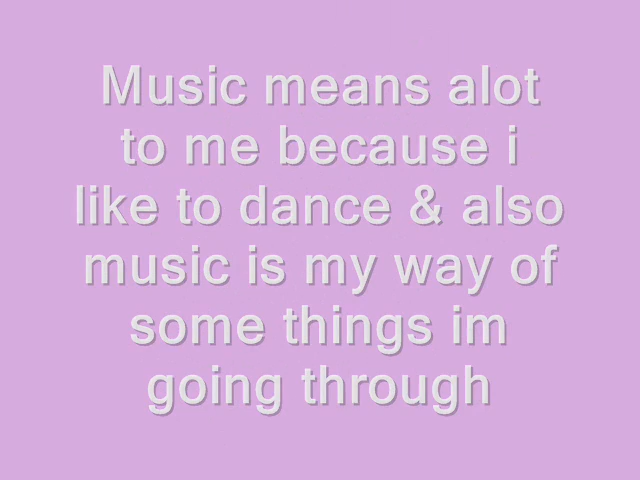 Music means alot
to me because i
like to dance & also
music is my way of
some things im
going through